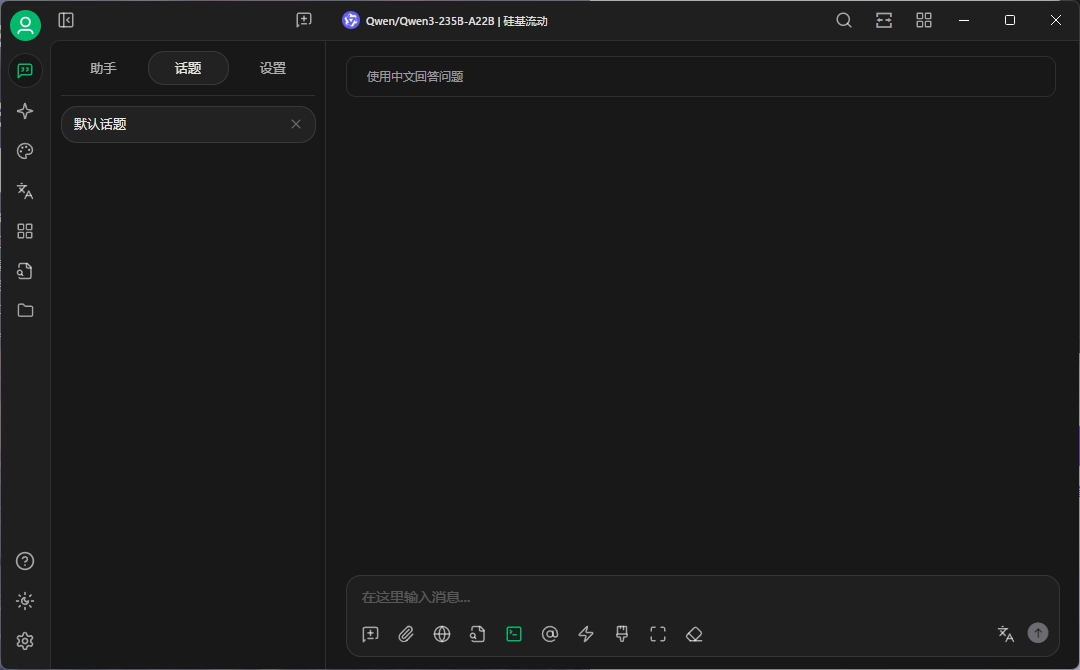 Qwen/Qwen3-235B-A22B | 硅基流动
助手
话题
设置
默认话题
使用中文回答问题
在这里输入消息...